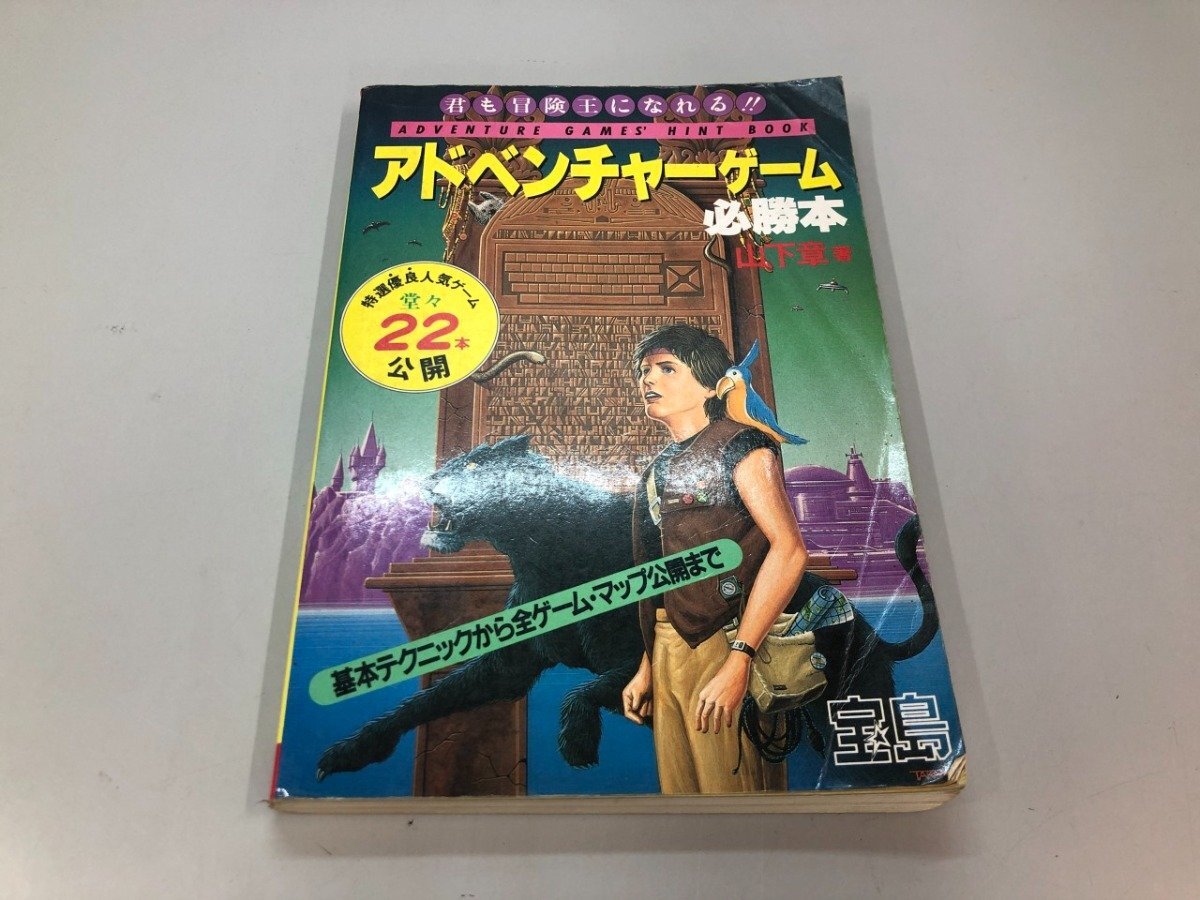 君も冒険王になれる!!
ADVENTURE GAMES' HINT BOOK
アドベンチャーゲーム
必勝本
山下章著
特選優良人気ゲーム
堂々
22本
公開
基本テクニックから全ゲーム・マップ公開まで
宝島